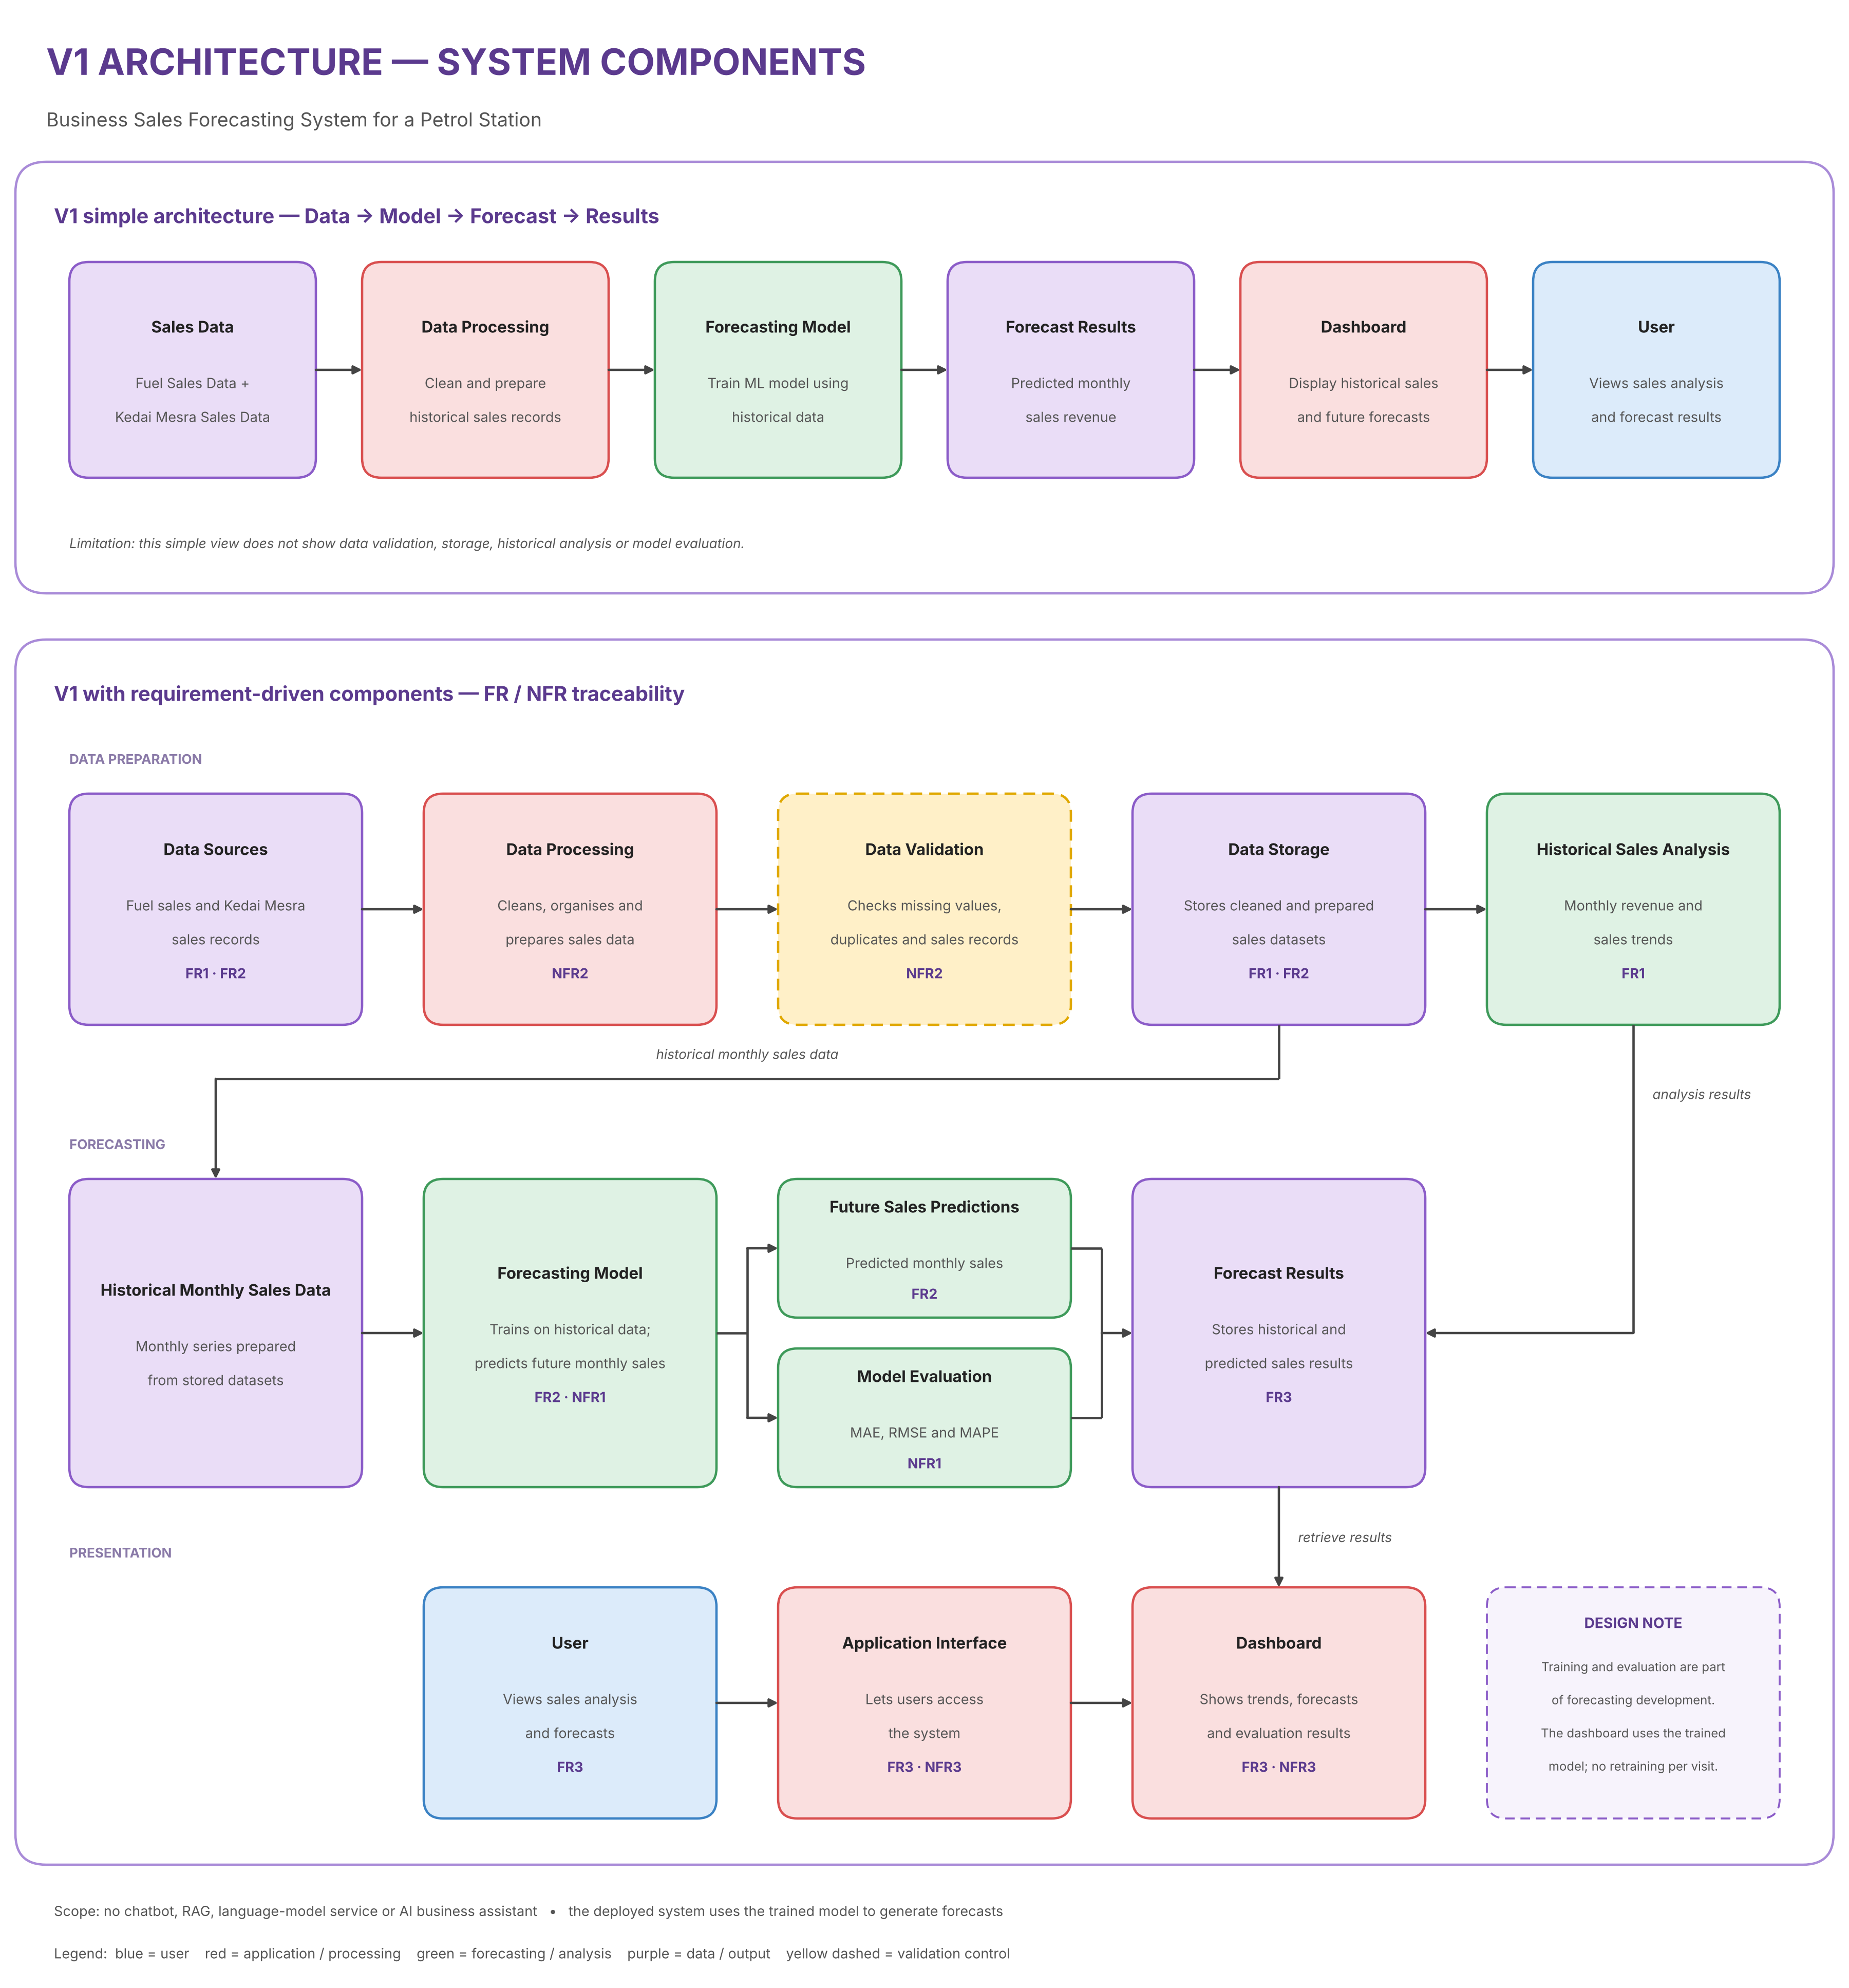 V1 ARCHITECTURE — SYSTEM COMPONENTS
Business Sales Forecasting System for a Petrol Station
V1 simple architecture — Data → Model → Forecast → Results
Sales Data
Fuel Sales Data +
Kedai Mesra Sales Data
Data Processing
Clean and prepare
historical sales records
Forecasting Model
Train ML model using
historical data
Forecast Results
Predicted monthly
sales revenue
Dashboard
Display historical sales
and future forecasts
User
Views sales analysis
and forecast results
Limitation: this simple view does not show data validation, storage, historical analysis or model evaluation.
V1 with requirement-driven components — FR / NFR traceability
DATA PREPARATION
Data Sources
Fuel sales and Kedai Mesra
sales records
FR1 · FR2
Data Processing
Cleans, organises and
prepares sales data
NFR2
Data Validation
Checks missing values,
duplicates and sales records
NFR2
Data Storage
Stores cleaned and prepared
sales datasets
FR1 · FR2
Historical Sales Analysis
Monthly revenue and
sales trends
FR1
historical monthly sales data
analysis results
FORECASTING
Historical Monthly Sales Data
Monthly series prepared
from stored datasets
Forecasting Model
Trains on historical data;
predicts future monthly sales
FR2 · NFR1
Future Sales Predictions
Predicted monthly sales
FR2
Model Evaluation
MAE, RMSE and MAPE
NFR1
Forecast Results
Stores historical and
predicted sales results
FR3
retrieve results
PRESENTATION
User
Views sales analysis
and forecasts
FR3
Application Interface
Lets users access
the system
FR3 · NFR3
Dashboard
Shows trends, forecasts
and evaluation results
FR3 · NFR3
DESIGN NOTE
Training and evaluation are part
of forecasting development.
The dashboard uses the trained
model; no retraining per visit.
Scope: no chatbot, RAG, language-model service or AI business assistant • the deployed system uses the trained model to generate forecasts
Legend: blue = user red = application / processing green = forecasting / analysis purple = data / output yellow dashed = validation control